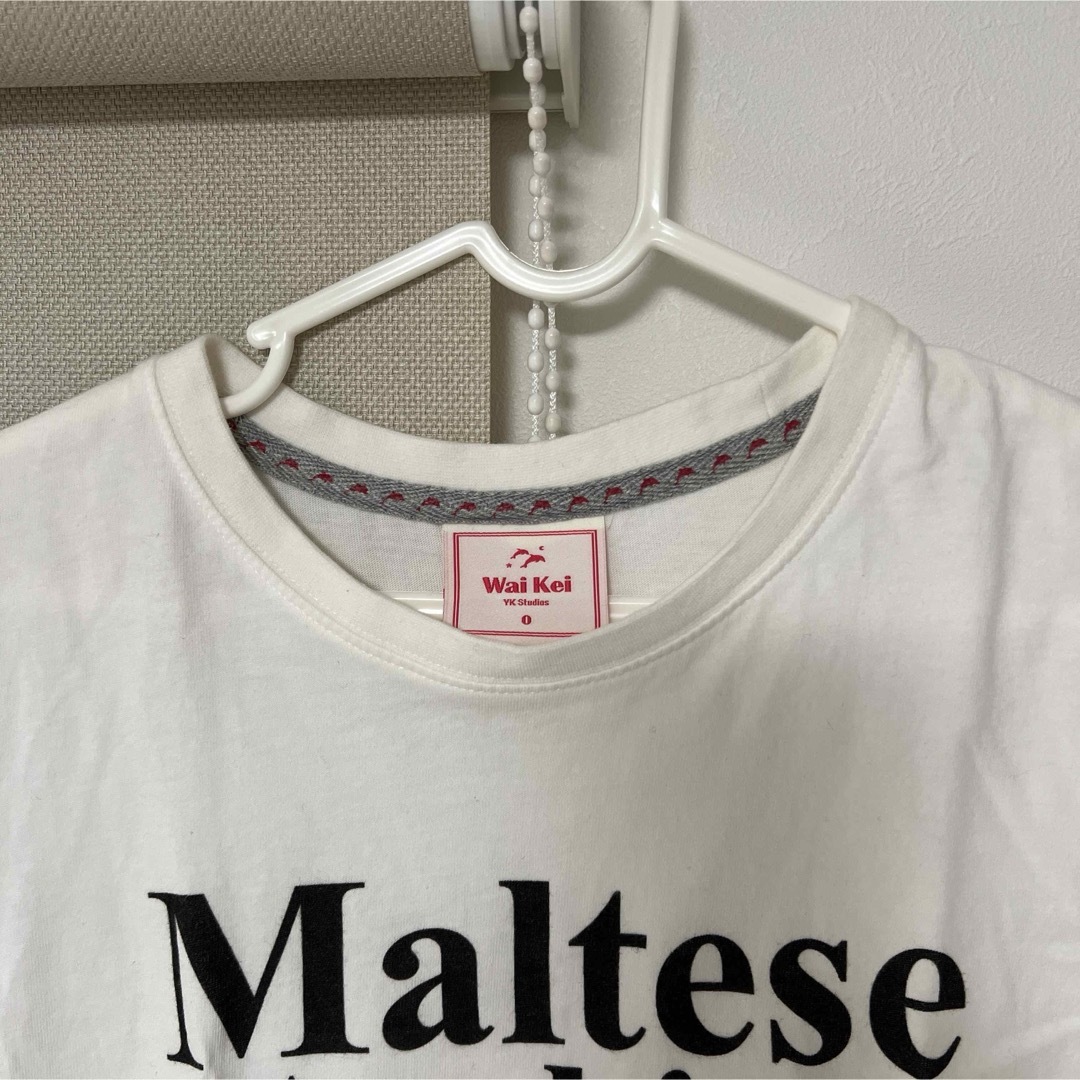 Wai Kei
YK Studios
0
Maltese